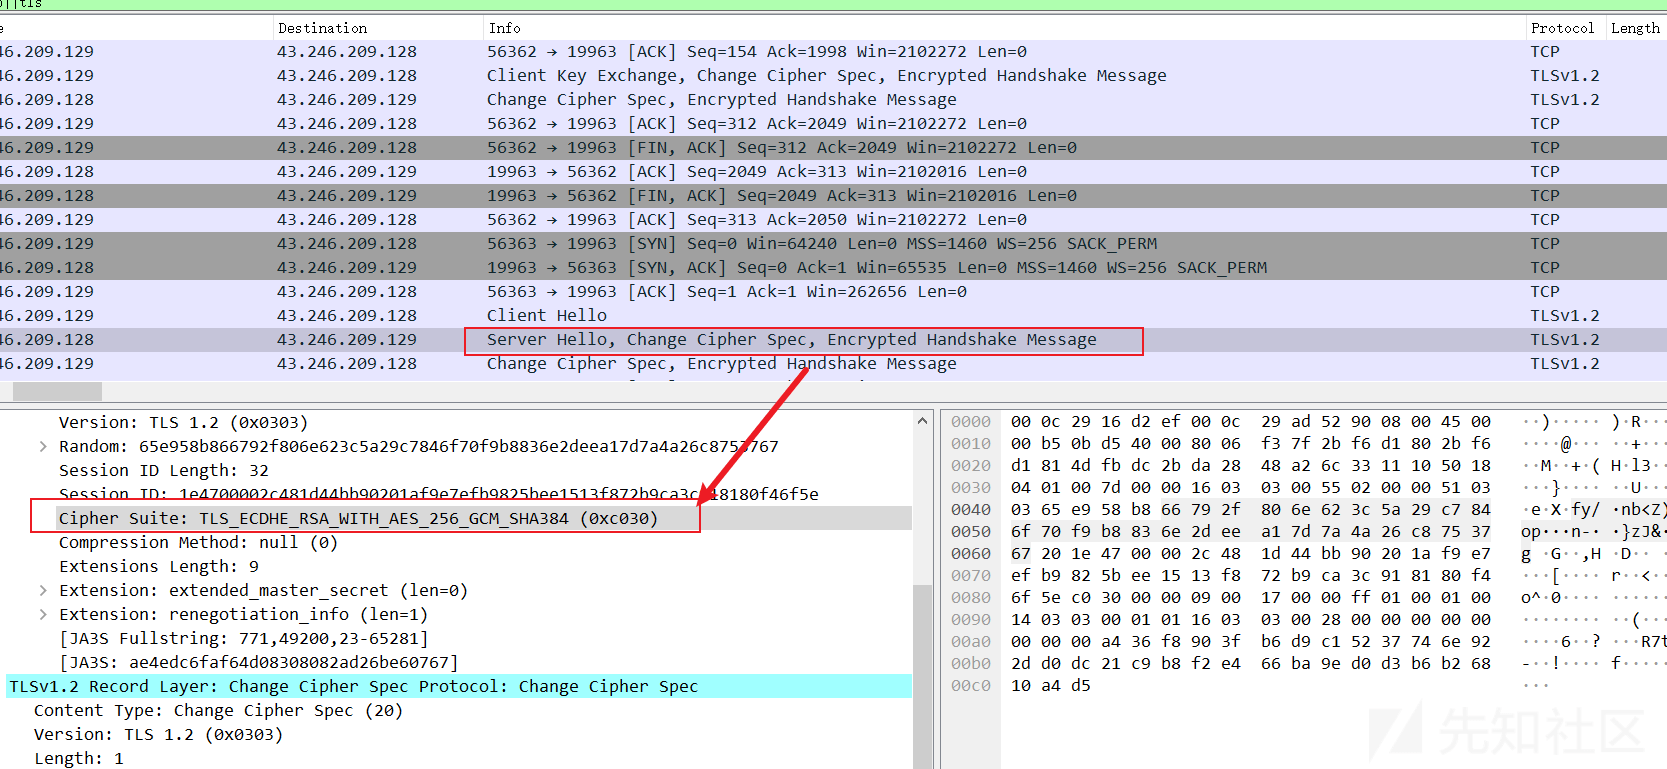 ||tls
Destination Info Protocol Length
46.209.129 43.246.209.128 56362 → 19963 [ACK] Seq=154 Ack=1998 Win=2102272 Len=0 TCP
46.209.129 43.246.209.128 Client Key Exchange, Change Cipher Spec, Encrypted Handshake Message TLSv1.2
46.209.128 43.246.209.129 Change Cipher Spec, Encrypted Handshake Message TLSv1.2
46.209.129 43.246.209.128 56362 → 19963 [ACK] Seq=312 Ack=2049 Win=2102272 Len=0 TCP
46.209.129 43.246.209.128 56362 → 19963 [FIN, ACK] Seq=312 Ack=2049 Win=2102272 Len=0 TCP
46.209.128 43.246.209.129 19963 → 56362 [ACK] Seq=2049 Ack=313 Win=2102016 Len=0 TCP
46.209.128 43.246.209.129 19963 → 56362 [FIN, ACK] Seq=2049 Ack=313 Win=2102016 Len=0 TCP
46.209.129 43.246.209.128 56362 → 19963 [ACK] Seq=313 Ack=2050 Win=2102272 Len=0 TCP
46.209.129 43.246.209.128 56363 → 19963 [SYN] Seq=0 Win=64240 Len=0 MSS=1460 WS=256 SACK_PERM TCP
46.209.128 43.246.209.129 19963 → 56363 [SYN, ACK] Seq=0 Ack=1 Win=65535 Len=0 MSS=1460 WS=256 SACK_PERM TCP
46.209.129 43.246.209.128 56363 → 19963 [ACK] Seq=1 Ack=1 Win=262656 Len=0 TCP
46.209.129 43.246.209.128 Client Hello TLSv1.2
46.209.128 43.246.209.129 Server Hello, Change Cipher Spec, Encrypted Handshake Message TLSv1.2
46.209.129 43.246.209.128 Change Cipher Spec, Encrypted Handshake Message TLSv1.2
Version: TLS 1.2 (0x0303)
Random: 65e958b866792f806e623c5a29c7846f70f9b8836e2deea17d7a4a26c8753767
Session ID Length: 32
Session ID: 1e4700002c481d44bb90201af9e7efb9825bee1513f872b9ca3c918180f46f5e
Cipher Suite: TLS_ECDHE_RSA_WITH_AES_256_GCM_SHA384 (0xc030)
Compression Method: null (0)
Extensions Length: 9
Extension: extended_master_secret (len=0)
Extension: renegotiation_info (len=1)
[JA3S Fullstring: 771,49200,23-65281]
[JA3S: ae4edc6faf64d08308082ad26be60767]
TLSv1.2 Record Layer: Change Cipher Spec Protocol: Change Cipher Spec
Content Type: Change Cipher Spec (20)
Version: TLS 1.2 (0x0303)
Length: 1
0000 00 0c 29 16 d2 ef 00 0c 29 ad 52 90 08 00 45 00 ··)····· )·R···
0010 00 b5 0b d5 40 00 80 06 f3 7f 2b f6 d1 80 2b f6 ····@··· ··+···
0020 d1 81 4d fb dc 2b da 28 48 a2 6c 33 11 10 50 18 ··M··+·( H·l3··
0030 04 01 00 7d 00 00 16 03 03 00 55 02 00 00 51 03 ···}···· ··U···
0040 03 65 e9 58 b8 66 79 2f 80 6e 62 3c 5a 29 c7 84 ·e·X·fy/ ·nb<Z)
0050 6f 70 f9 b8 83 6e 2d ee a1 7d 7a 4a 26 c8 75 37 op···n-· ·}zJ&·
0060 67 20 1e 47 00 00 2c 48 1d 44 bb 90 20 1a f9 e7 g ·G··,H ·D·· ·
0070 ef b9 82 5b ee 15 13 f8 72 b9 ca 3c 91 81 80 f4 ···[···· r··<··
0080 6f 5e c0 30 00 00 09 00 17 00 00 ff 01 00 01 00 o^·0···· ······
0090 14 03 03 00 01 01 16 03 03 00 28 00 00 00 00 00 ········ ··(···
00a0 00 00 00 a4 36 f8 90 3f b6 d9 c1 52 37 74 6e 92 ····6··? ···R7t
00b0 2d d0 dc 21 c9 b8 f2 e4 66 ba 9e d0 d3 b6 b2 68 -··!···· f·····
00c0 10 a4 d5 ···
先知社区